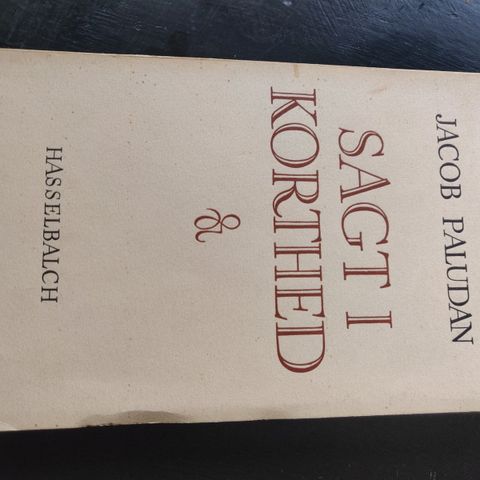 JACOB PALUDAN
SAGT I
KORTHED
&
HASSELBALCH